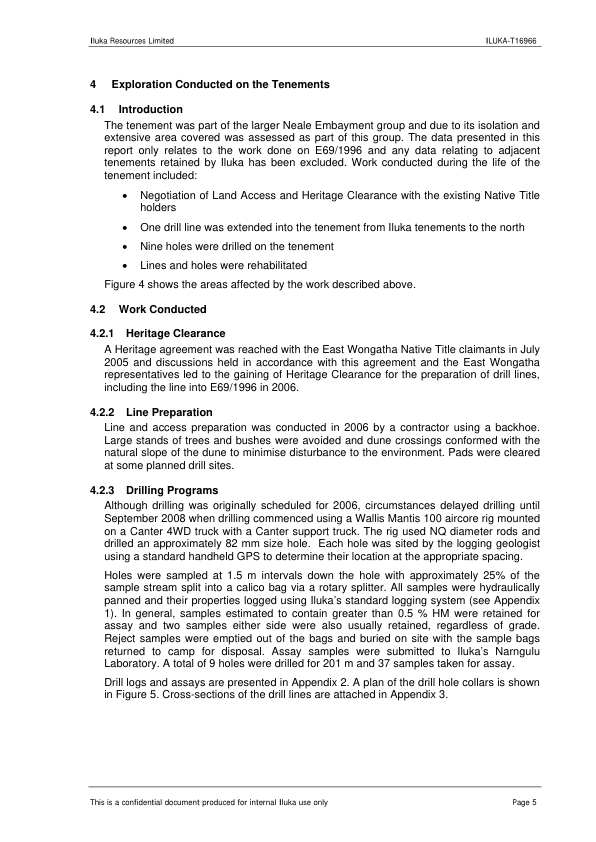 Iluka Resources Limited ILUKA-T16966
4 Exploration Conducted on the Tenements
4.1 Introduction
The tenement was part of the larger Neale Embayment group and due to its isolation and
extensive area covered was assessed as part of this group. The data presented in this
report only relates to the work done on E69/1996 and any data relating to adjacent
tenements retained by Iluka has been excluded. Work conducted during the life of the
tenement included:
• Negotiation of Land Access and Heritage Clearance with the existing Native Title
holders
• One drill line was extended into the tenement from Iluka tenements to the north
• Nine holes were drilled on the tenement
• Lines and holes were rehabilitated
Figure 4 shows the areas affected by the work described above.
4.2 Work Conducted
4.2.1 Heritage Clearance
A Heritage agreement was reached with the East Wongatha Native Title claimants in July
2005 and discussions held in accordance with this agreement and the East Wongatha
representatives led to the gaining of Heritage Clearance for the preparation of drill lines,
including the line into E69/1996 in 2006.
4.2.2 Line Preparation
Line and access preparation was conducted in 2006 by a contractor using a backhoe.
Large stands of trees and bushes were avoided and dune crossings conformed with the
natural slope of the dune to minimise disturbance to the environment. Pads were cleared
at some planned drill sites.
4.2.3 Drilling Programs
Although drilling was originally scheduled for 2006, circumstances delayed drilling until
September 2008 when drilling commenced using a Wallis Mantis 100 aircore rig mounted
on a Canter 4WD truck with a Canter support truck. The rig used NQ diameter rods and
drilled an approximately 82 mm size hole. Each hole was sited by the logging geologist
using a standard handheld GPS to determine their location at the appropriate spacing.
Holes were sampled at 1.5 m intervals down the hole with approximately 25% of the
sample stream split into a calico bag via a rotary splitter. All samples were hydraulically
panned and their properties logged using Iluka's standard logging system (see Appendix
1). In general, samples estimated to contain greater than 0.5 % HM were retained for
assay and two samples either side were also usually retained, regardless of grade.
Reject samples were emptied out of the bags and buried on site with the sample bags
returned to camp for disposal. Assay samples were submitted to Iluka's Narngulu
Laboratory. A total of 9 holes were drilled for 201 m and 37 samples taken for assay.
Drill logs and assays are presented in Appendix 2. A plan of the drill hole collars is shown
in Figure 5. Cross-sections of the drill lines are attached in Appendix 3.
This is a confidential document produced for internal Iluka use only Page 5